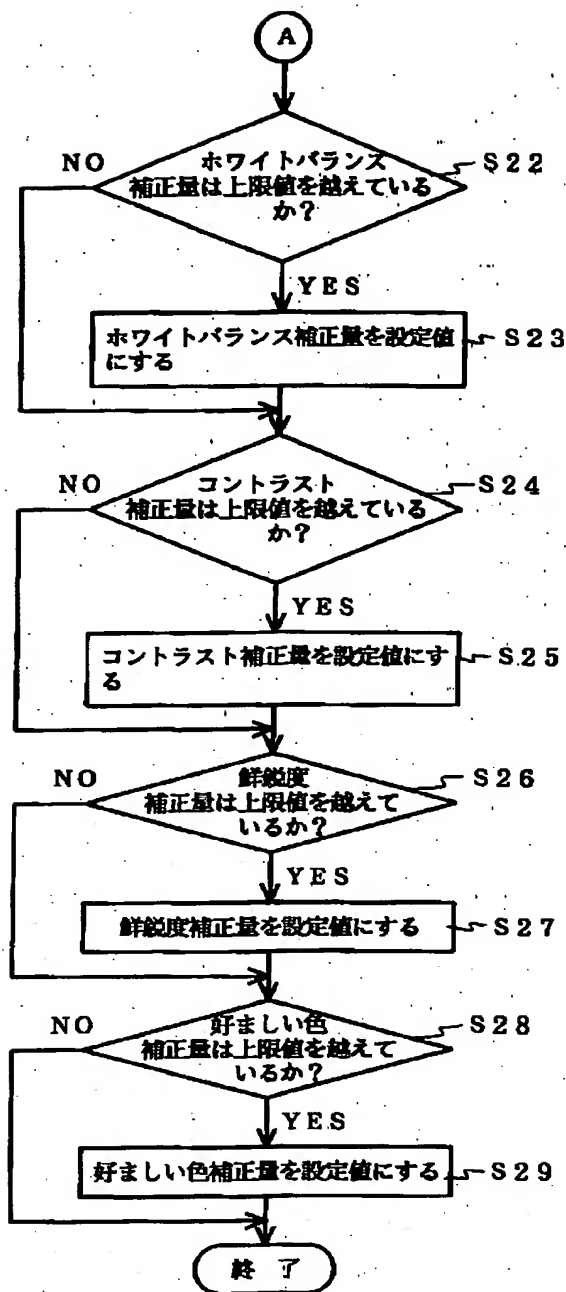 A
NO
ホワイトバランス
補正量は上限値を越えている
か？
S22
YES
ホワイトバランス補正量を設定値
にする
S23
NO
コントラスト
補正量は上限値を越えている
か？
S24
YES
コントラスト補正量を設定値にす
る
S25
NO
鮮鋭度
補正量は上限値を越えて
いるか？
S26
YES
鮮鋭度補正量を設定値にする
S27
NO
好ましい色
補正量は上限値を越えて
いるか？
S28
YES
好ましい色補正量を設定値にする
S29
終了